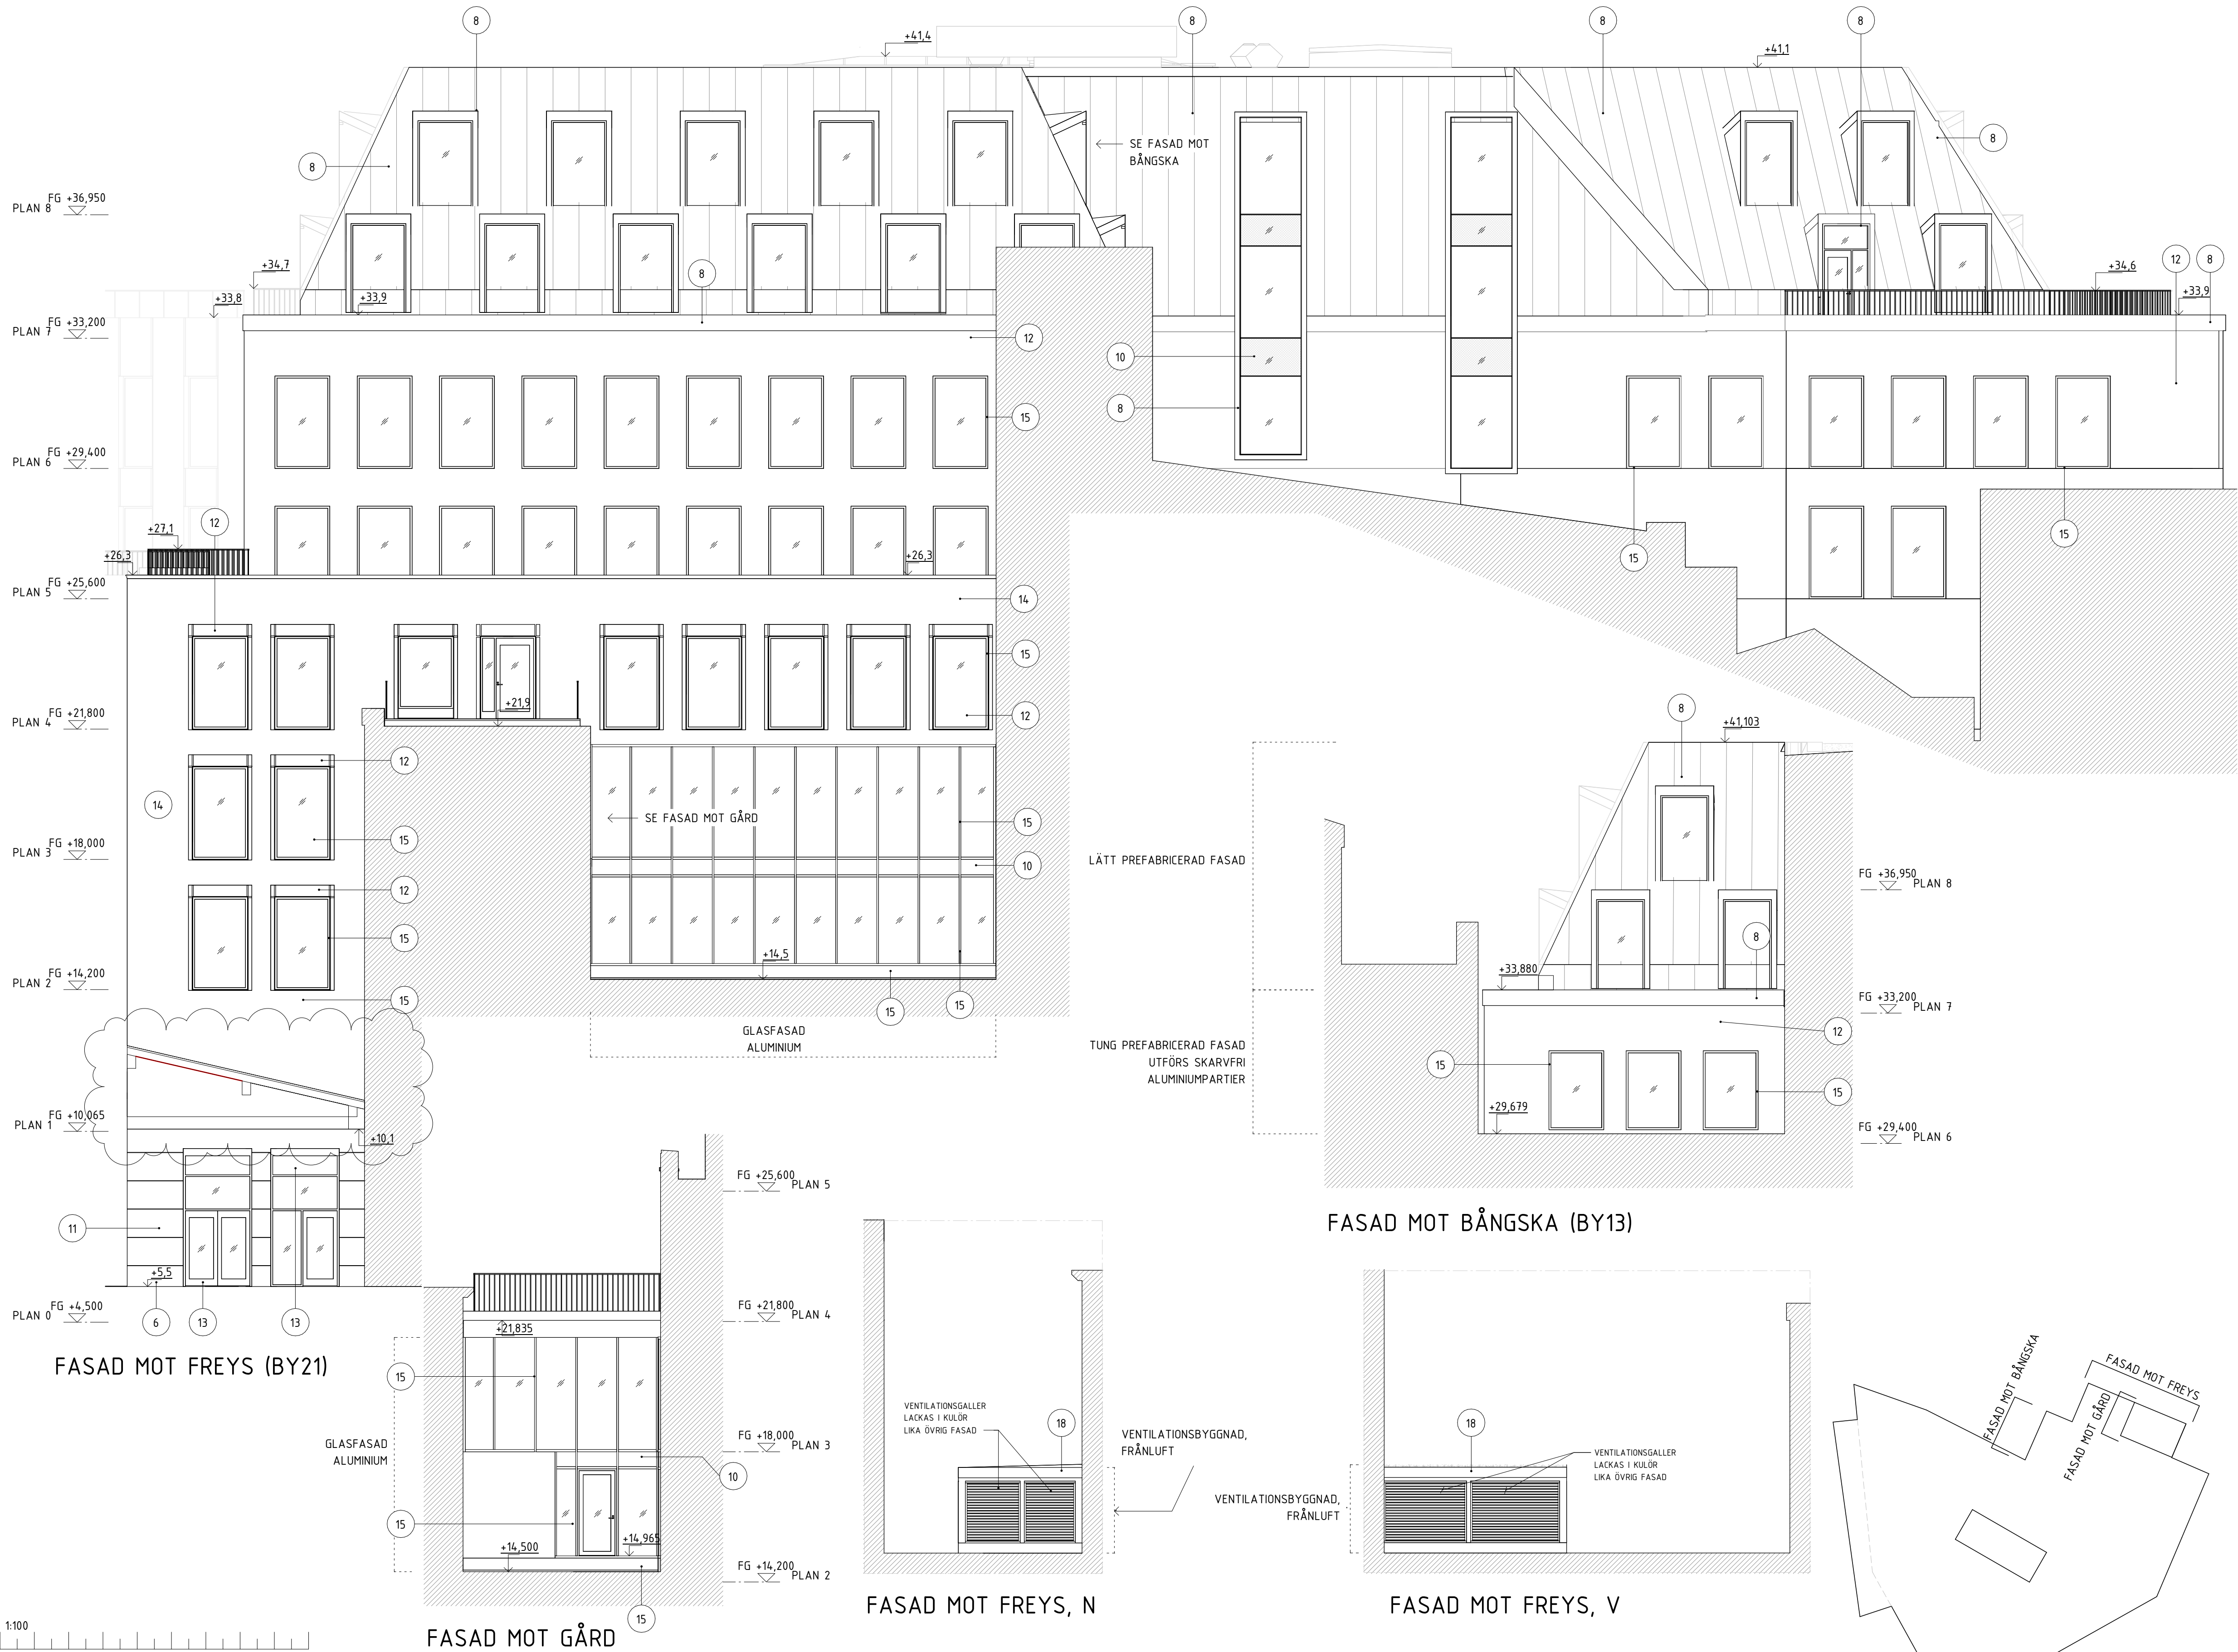 8
8
8
8
+41,4
+41,1
SE FASAD MOT
BÅNGSKA
8
8
PLAN 8 FG +36,950
+34,7
8
+33,8
+33,9
+34,6
12
8
+33,9
PLAN 7 FG +33,200
12
10
8
15
PLAN 6 FG +29,400
12
+27,1
+26,3
+26,3
15
15
PLAN 5 FG +25,600
14
15
+21,9
12
PLAN 4 FG +21,800
12
14
SE FASAD MOT GÅRD
15
15
10
PLAN 3 FG +18,000
12
15
+14,5
PLAN 2 FG +14,200
15
15
15
GLASFASAD
ALUMINIUM
PLAN 1 FG +10,065
+10,1
11
+5,5
PLAN 0 FG +4,500
6
13
13
FASAD MOT FREYS (BY21)
8
+41,103
LÄTT PREFABRICERAD FASAD
FG +36,950 PLAN 8
8
+33,880
FG +33,200 PLAN 7
12
TUNG PREFABRICERAD FASAD
UTFÖRS SKARVFRI
ALUMINIUMPARTIER
15
15
+29,679
FG +29,400 PLAN 6
FASAD MOT BÅNGSKA (BY13)
FG +25,600 PLAN 5
FG +21,800 PLAN 4
+21,835
15
GLASFASAD
ALUMINIUM
FG +18,000 PLAN 3
10
15
+14,500
+14,965
FG +14,200 PLAN 2
15
FASAD MOT GÅRD
VENTILATIONSGALLER
LACKAS I KULÖR
LIKA ÖVRIG FASAD
18
VENTILATIONSBYGGNAD,
FRÅNLUFT
FASAD MOT FREYS, N
18
VENTILATIONSGALLER
LACKAS I KULÖR
LIKA ÖVRIG FASAD
VENTILATIONSBYGGNAD,
FRÅNLUFT
FASAD MOT FREYS, V
FASAD MOT BÅNGSKA
FASAD MOT FREYS
FASAD MOT GÅRD
1:100